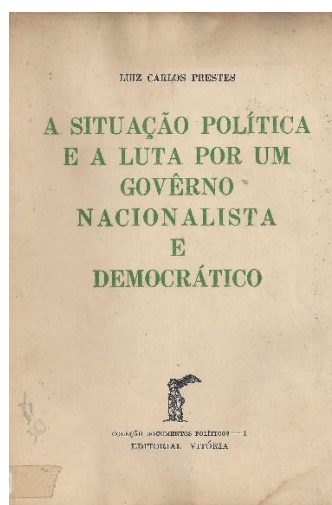 LUIZ CARLOS PRESTES
A SITUAÇÃO POLÍTICA
E A LUTA POR UM
GOVÊRNO
NACIONALISTA
E
DEMOCRÁTICO
COLEÇÃO DOCUMENTOS POLÍTICOS — 1
EDITORIAL VITÓRIA